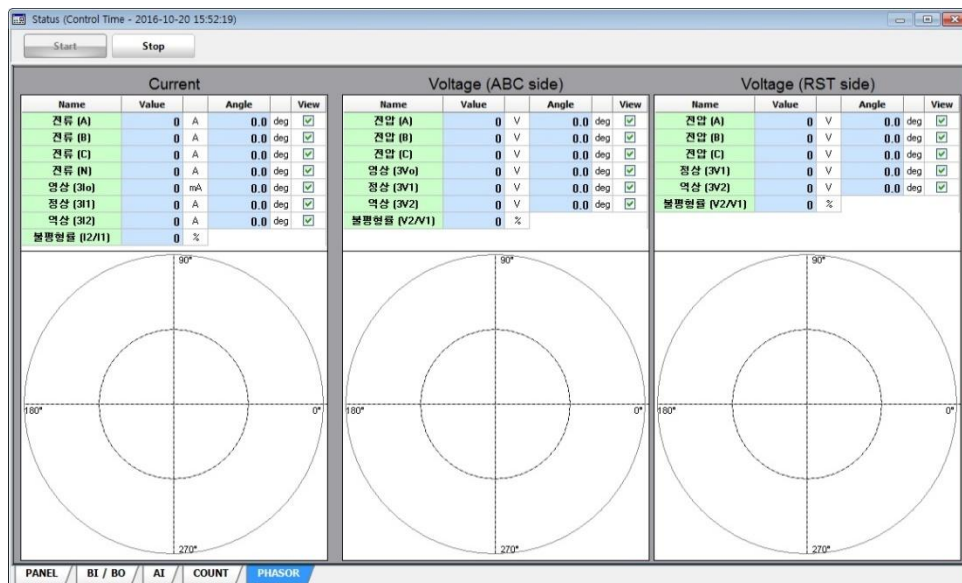 Status (Control Time - 2016-10-20 15:52:19)
Start Stop
Current
Name Value Angle View
전류 (A) 0 A 0.0 deg
전류 (B) 0 A 0.0 deg
전류 (C) 0 A 0.0 deg
전류 (N) 0 A 0.0 deg
영상 (3Io) 0 mA 0.0 deg
정상 (3I1) 0 A 0.0 deg
역상 (3I2) 0 A 0.0 deg
불평형률 (I2/I1) 0 %
90°
180° 0°
270°
Voltage (ABC side)
Name Value Angle View
전압 (A) 0 V 0.0 deg
전압 (B) 0 V 0.0 deg
전압 (C) 0 V 0.0 deg
영상 (3Vo) 0 V 0.0 deg
정상 (3V1) 0 V 0.0 deg
역상 (3V2) 0 V 0.0 deg
불평형률 (V2/V1) 0 %
90°
180° 0°
270°
Voltage (RST side)
Name Value Angle View
전압 (A) 0 V 0.0 deg
전압 (B) 0 V 0.0 deg
전압 (C) 0 V 0.0 deg
정상 (3V1) 0 V 0.0 deg
역상 (3V2) 0 V 0.0 deg
불평형률 (V2/V1) 0 %
90°
180° 0°
270°
PANEL BI / BO AI COUNT PHASOR